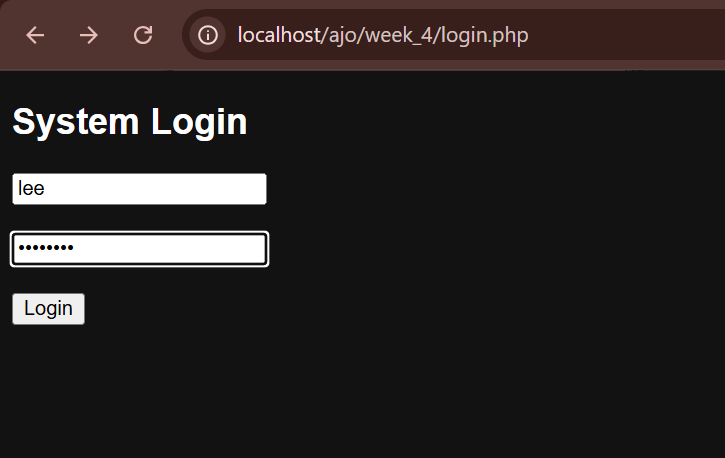 localhost/ajo/week_4/login.php
System Login
lee
••••••••
Login